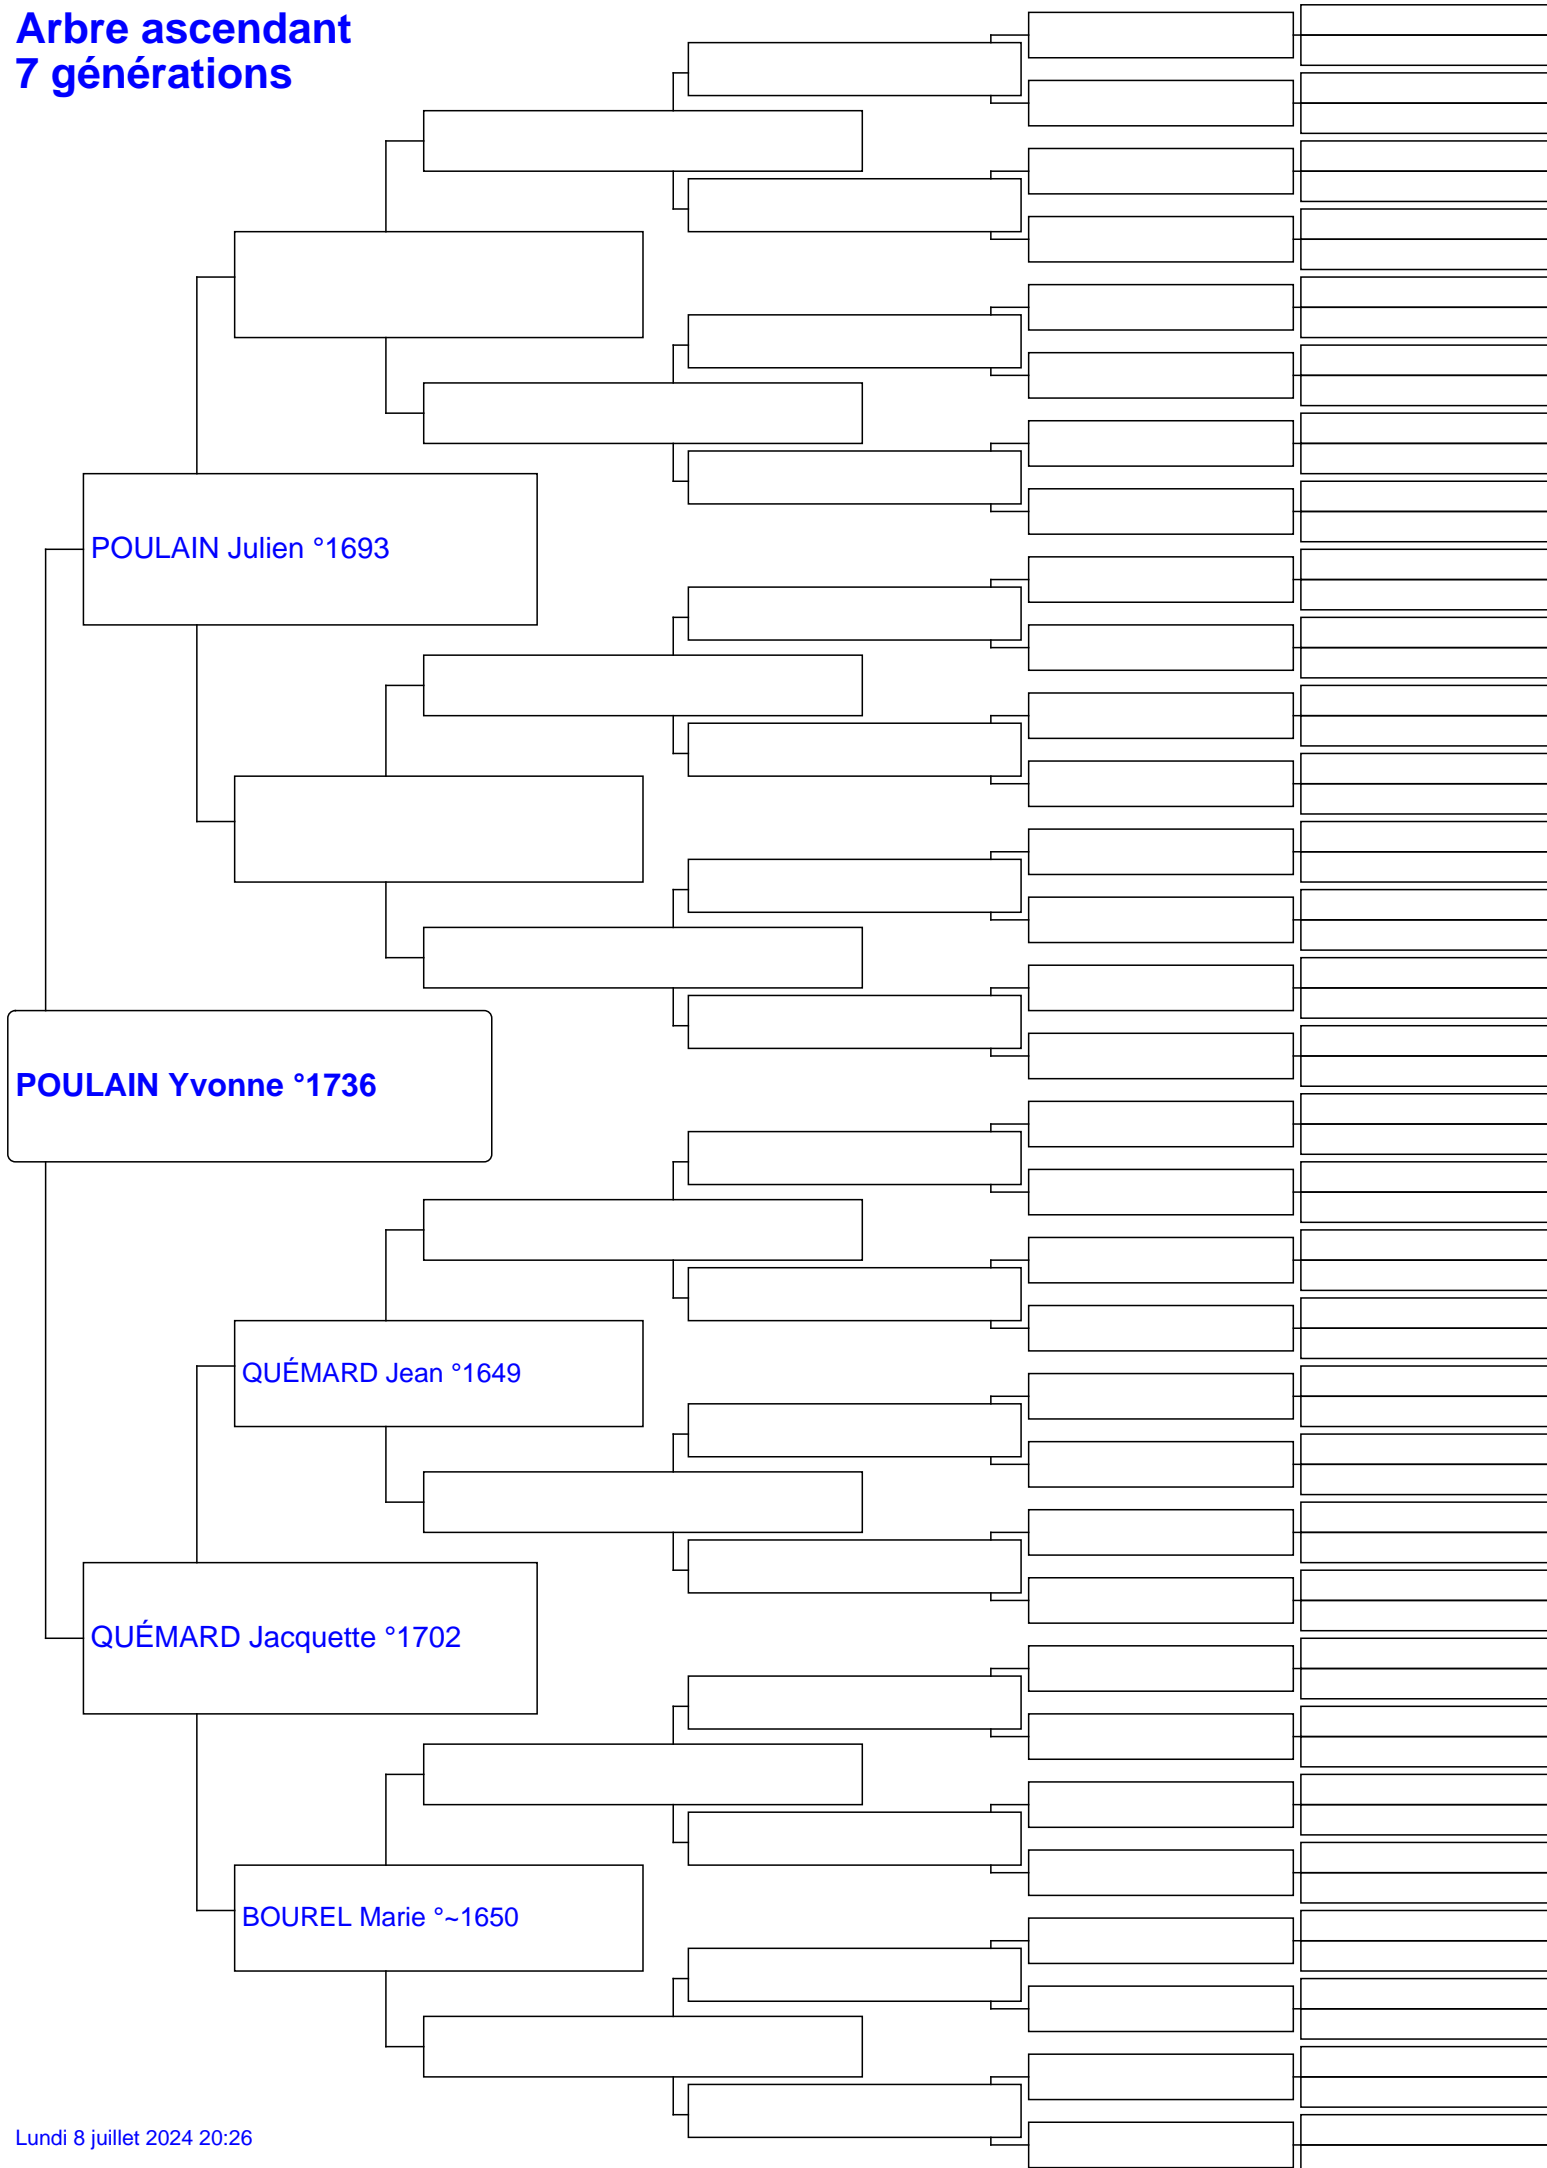 Arbre ascendant
7 générations
POULAIN Julien °1693
POULAIN Yvonne °1736
QUÉMARD Jean °1649
QUÉMARD Jacquette °1702
BOUREL Marie °~1650
Lundi 8 juillet 2024 20:26